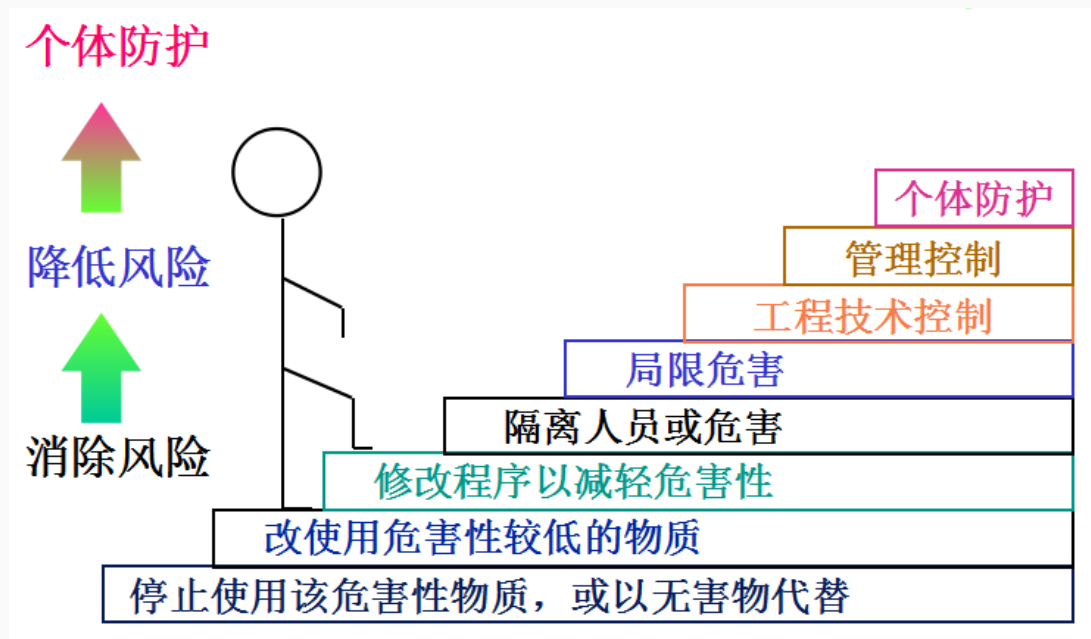 个体防护
降低风险
消除风险
个体防护
管理控制
工程技术控制
局限危害
隔离人员或危害
修改程序以减轻危害性
改使用危害性较低的物质
停止使用该危害性物质，或以无害物代替